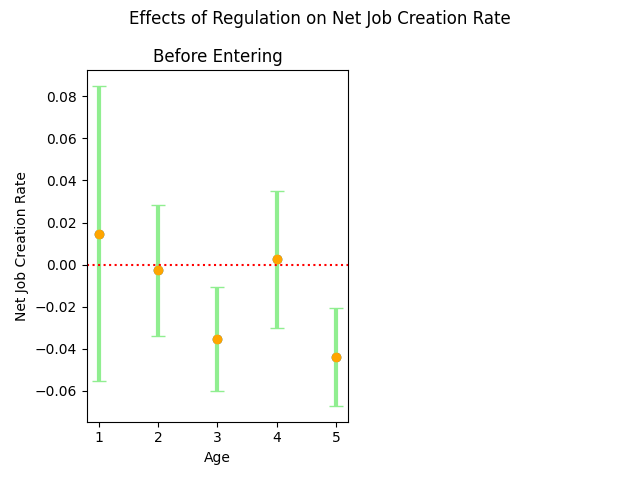 Effects of Regulation on Net Job Creation Rate
Before Entering
0.08
0.06
0.04
0.02
0.00
−0.02
−0.04
−0.06
Net Job Creation Rate
1 2 3 4 5
Age